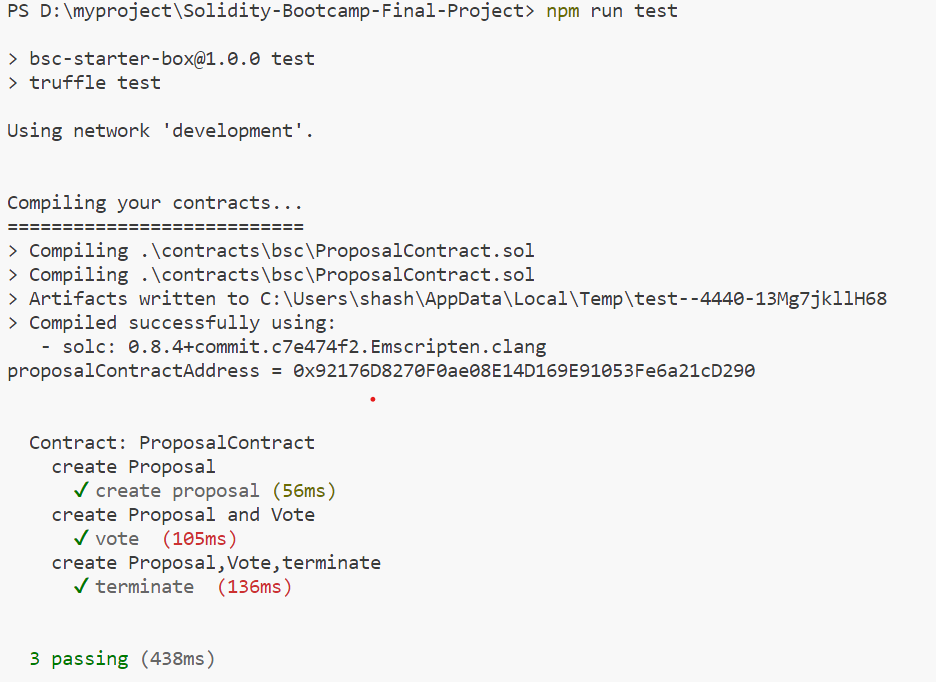 PS D:\myproject\Solidity-Bootcamp-Final-Project> npm run test
> bsc-starter-box@1.0.0 test
> truffle test
Using network 'development'.
Compiling your contracts...
===========================
> Compiling .\contracts\bsc\ProposalContract.sol
> Compiling .\contracts\bsc\ProposalContract.sol
> Artifacts written to C:\Users\shash\AppData\Local\Temp\test--4440-13Mg7jkllH68
> Compiled successfully using:
- solc: 0.8.4+commit.c7e474f2.Emscripten.clang
proposalContractAddress = 0x92176D8270F0ae08E14D169E91053Fe6a21cD290
Contract: ProposalContract
create Proposal
✓ create proposal (56ms)
create Proposal and Vote
✓ vote (105ms)
create Proposal,Vote,terminate
✓ terminate (136ms)
3 passing (438ms)